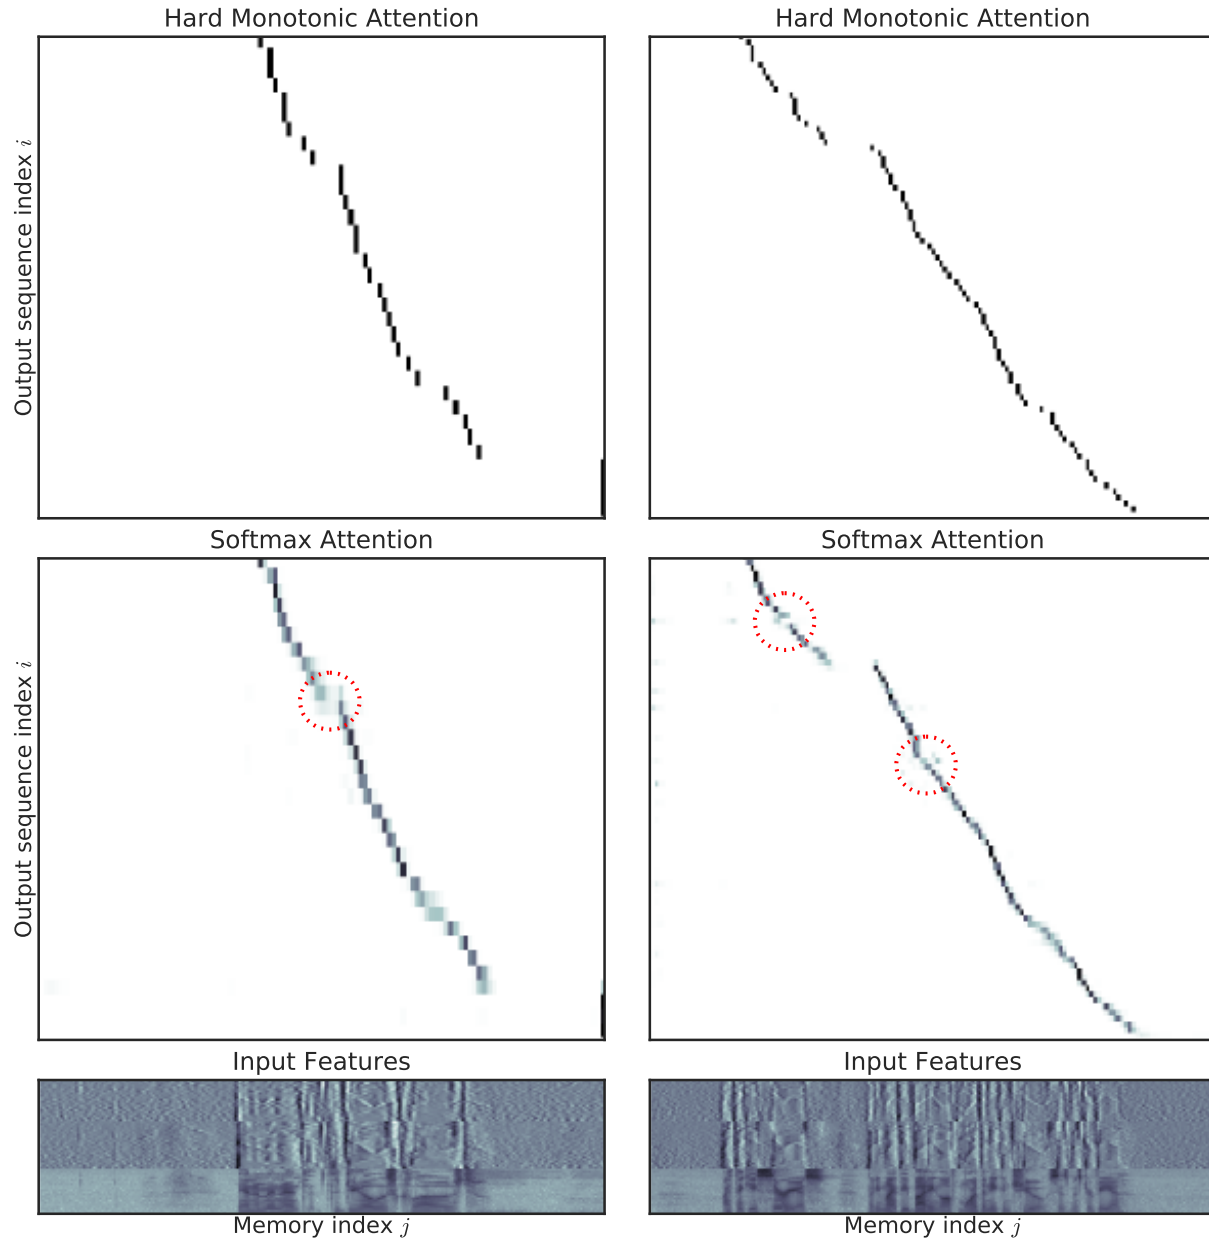 Hard Monotonic Attention
Hard Monotonic Attention
Output sequence index i
Softmax Attention
Softmax Attention
Output sequence index i
Input Features
Input Features
Memory index j
Memory index j